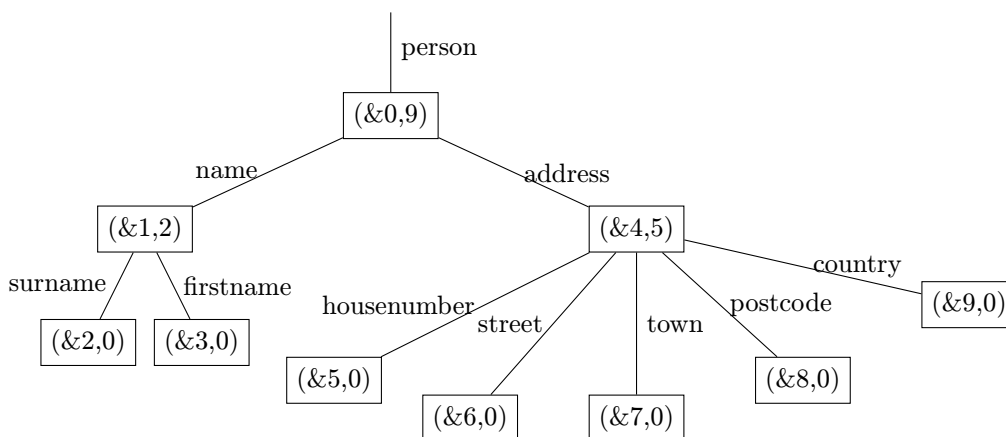 person
(&0,9)
name
address
(&1,2)
(&4,5)
surname
firstname
housenumber
street
town
postcode
country
(&2,0)
(&3,0)
(&5,0)
(&6,0)
(&7,0)
(&8,0)
(&9,0)